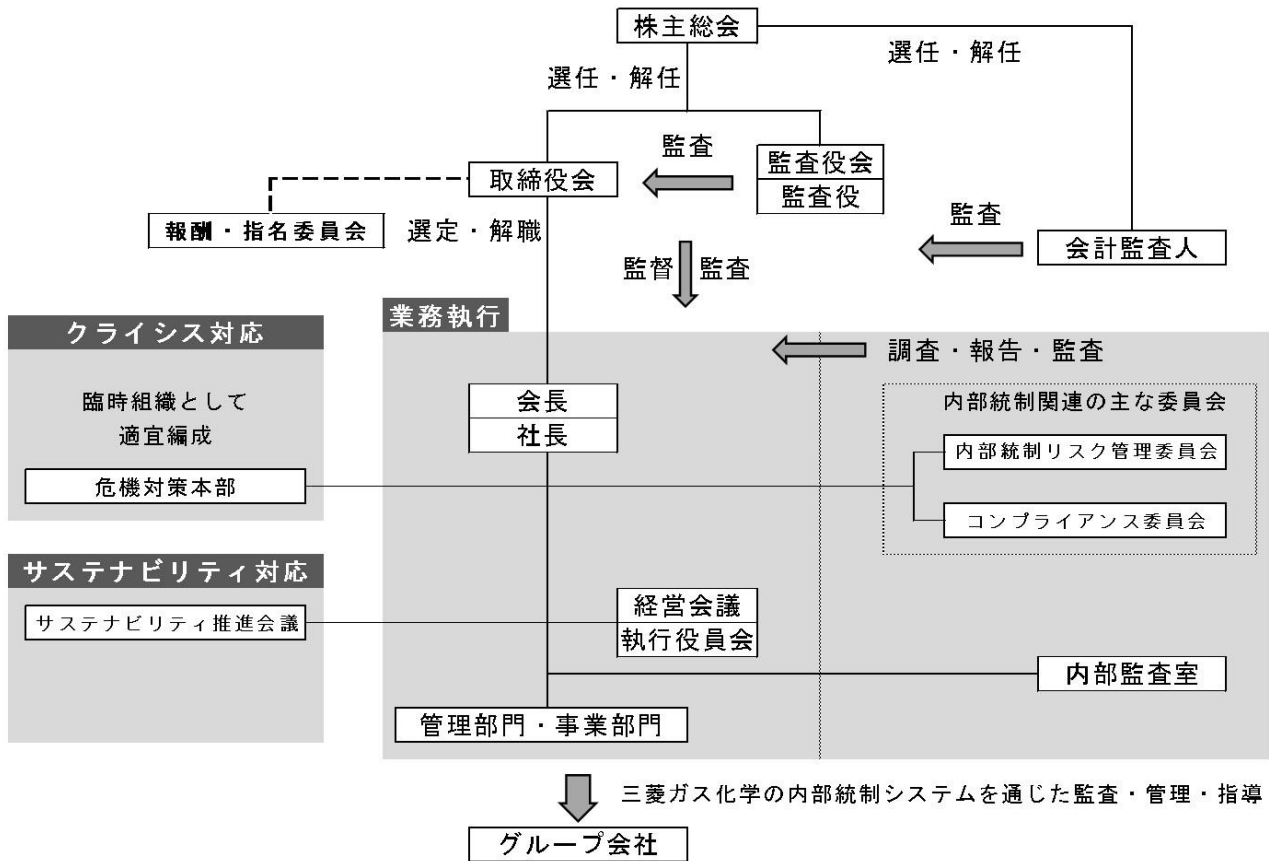 株主総会
選任・解任
選任・解任
監査
監査役会
監査役
取締役会
報酬・指名委員会
選定・解職
監査
会計監査人
監督
監査
業務執行
クライシス対応
臨時組織として
適宜編成
危機対策本部
調査・報告・監査
会長
社長
内部統制関連の主な委員会
内部統制リスク管理委員会
コンプライアンス委員会
サステナビリティ対応
サステナビリティ推進会議
経営会議
執行役員会
内部監査室
管理部門・事業部門
三菱ガス化学の内部統制システムを通じた監査・管理・指導
グループ会社